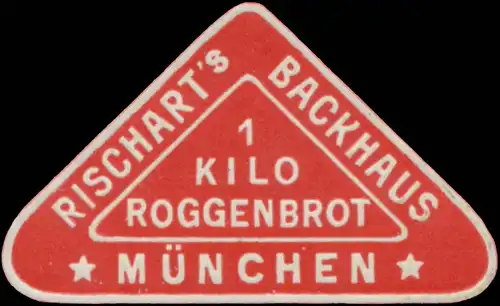 RISCHART's BACKHAUS
1
KILO
ROGGENBROT
★ MÜNCHEN ★